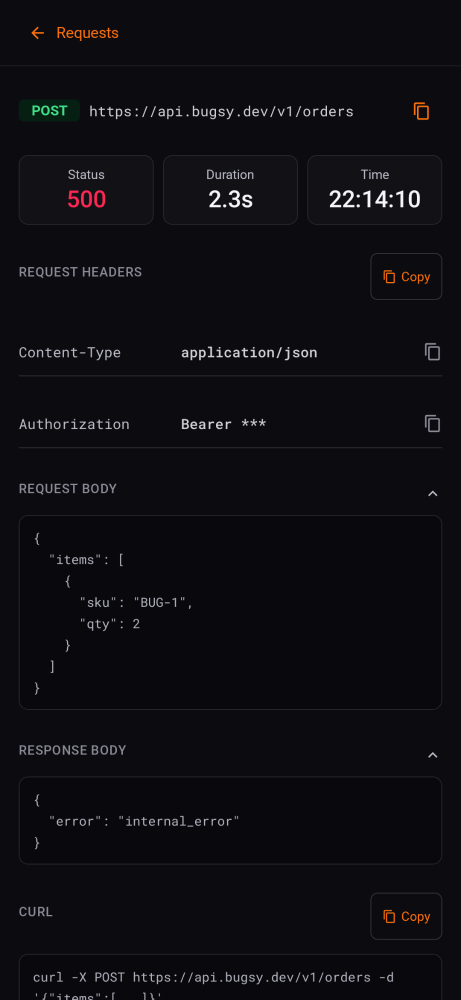 Requests
POST https://api.bugsy.dev/v1/orders
Status Duration Time
500 2.3s 22:14:10
REQUEST HEADERS Copy
Content-Type application/json
Authorization Bearer ***
REQUEST BODY
{
  "items": [
    {
      "sku": "BUG-1",
      "qty": 2
    }
  ]
}
RESPONSE BODY
{
  "error": "internal_error"
}
CURL Copy
curl -X POST https://api.bugsy.dev/v1/orders -d
'{"items":[...]}'